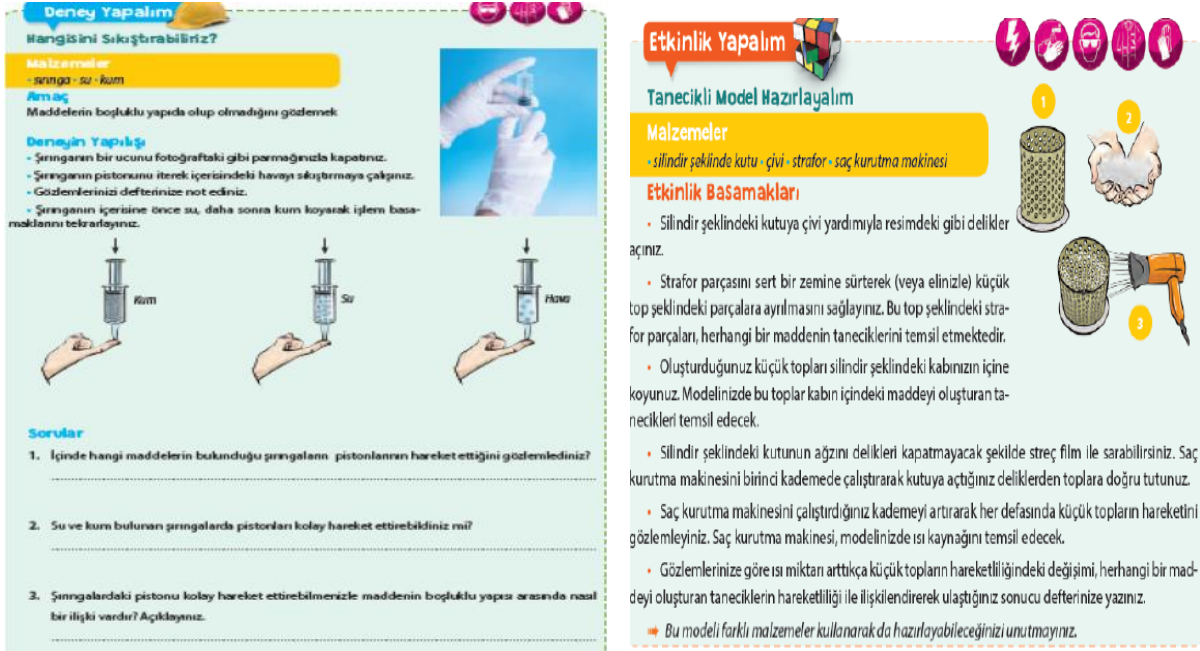 Deney Yapalım
Hangisini Sıkıştırabiliriz?
Malzemeler
• şırınga • su • kum
Amaç
Maddelerin boşluklu yapıda olup olmadığını gözlemek
Deneyin Yapılışı
• Şırınganın bir ucunu fotoğraftaki gibi parmağınızla kapatınız.
• Şırınganın pistonunu iterek içerisindeki havayı sıkıştırmaya çalışınız.
• Gözlemlerinizi defterinize not ediniz.
• Şırınganın içerisine önce su, daha sonra kum koyarak işlem basa-
maklarını tekrarlayınız.
Kum
Su
Hava
Sorular
1. İçinde hangi maddelerin bulunduğu şırıngaların pistonlarının hareket ettiğini gözlemlediniz?
2. Su ve kum bulunan şırıngalarda pistonları kolay hareket ettirebildiniz mi?
3. Şırıngalardaki pistonu kolay hareket ettirebilmenizle maddenin boşluklu yapısı arasında nasıl
bir ilişki vardır? Açıklayınız.
Etkinlik Yapalım
Tanecikli Model Hazırlayalım
Malzemeler
• silindir şeklinde kutu • çivi • strafor • saç kurutma makinesi
Etkinlik Basamakları
• Silindir şeklindeki kutuya çivi yardımıyla resimdeki gibi delikler
açınız.
• Strafor parçasını sert bir zemine sürterek (veya elinizle) küçük
top şeklindeki parçalara ayrılmasını sağlayınız. Bu top şeklindeki stra-
for parçaları, herhangi bir maddenin taneciklerini temsil etmektedir.
• Oluşturduğunuz küçük topları silindir şeklindeki kabınızın içine
koyunuz. Modelinizde bu toplar kabın içindeki maddeyi oluşturan ta-
necikleri temsil edecek.
• Silindir şeklindeki kutunun ağzını delikleri kapatmayacak şekilde streç film ile sarabilirsiniz. Saç
kurutma makinesini birinci kademede çalıştırarak kutuya açtığınız deliklerden toplara doğru tutunuz.
• Saç kurutma makinesini çalıştırdığınız kademeyi artırarak her defasında küçük topların hareketini
gözlemleyiniz. Saç kurutma makinesi, modelinizde ısı kaynağını temsil edecek.
• Gözlemlerinize göre ısı miktarı arttıkça küçük topların hareketliliğindeki değişimi, herhangi bir mad-
deyi oluşturan taneciklerin hareketliliği ile ilişkilendirerek ulaştığınız sonucu defterinize yazınız.
Bu modeli farklı malzemeler kullanarak da hazırlayabileceğinizi unutmayınız.
1
2
3